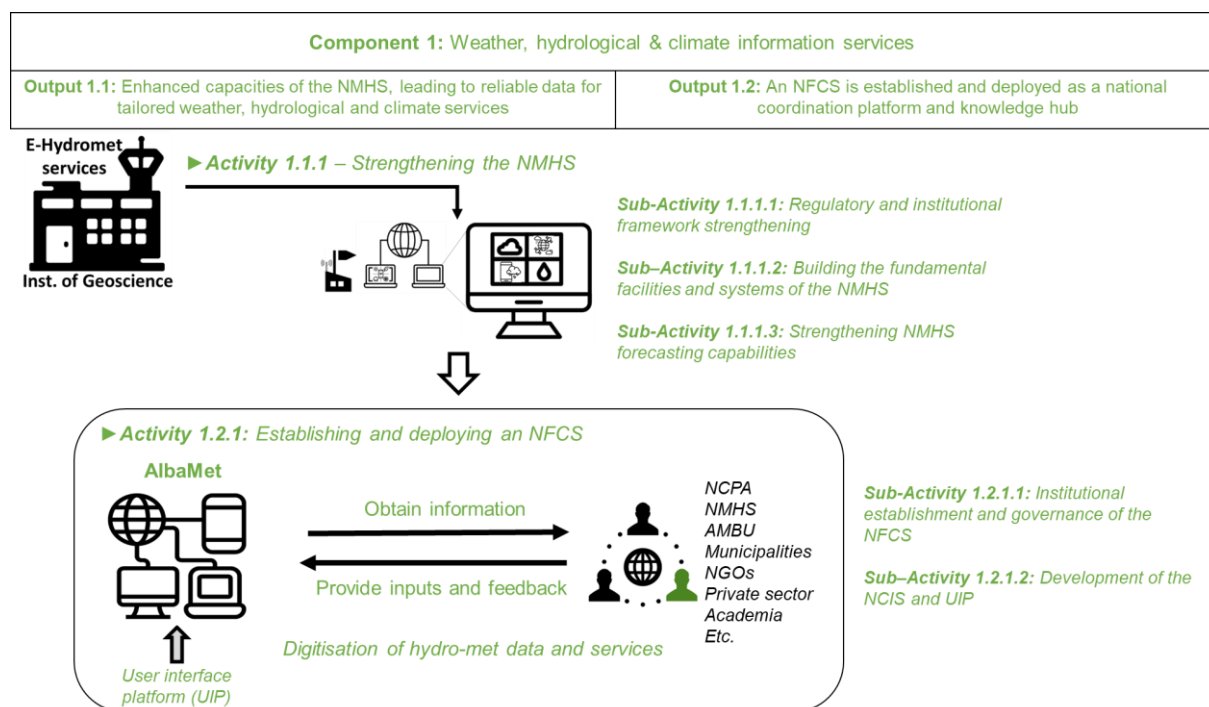 Component 1: Weather, hydrological & climate information services
Output 1.1: Enhanced capacities of the NMHS, leading to reliable data for
tailored weather, hydrological and climate services
Output 1.2: An NFCS is established and deployed as a national
coordination platform and knowledge hub
E-Hydromet
services
Inst. of Geoscience
►Activity 1.1.1 – Strengthening the NMHS
Sub-Activity 1.1.1.1: Regulatory and institutional
framework strengthening
Sub–Activity 1.1.1.2: Building the fundamental
facilities and systems of the NMHS
Sub-Activity 1.1.1.3: Strengthening NMHS
forecasting capabilities
►Activity 1.2.1: Establishing and deploying an NFCS
AlbaMet
Obtain information
Provide inputs and feedback
NCPA
NMHS
AMBU
Municipalities
NGOs
Private sector
Academia
Etc.
Digitisation of hydro-met data and services
User interface
platform (UIP)
Sub-Activity 1.2.1.1: Institutional
establishment and governance of the
NFCS
Sub–Activity 1.2.1.2: Development of the
NCIS and UIP